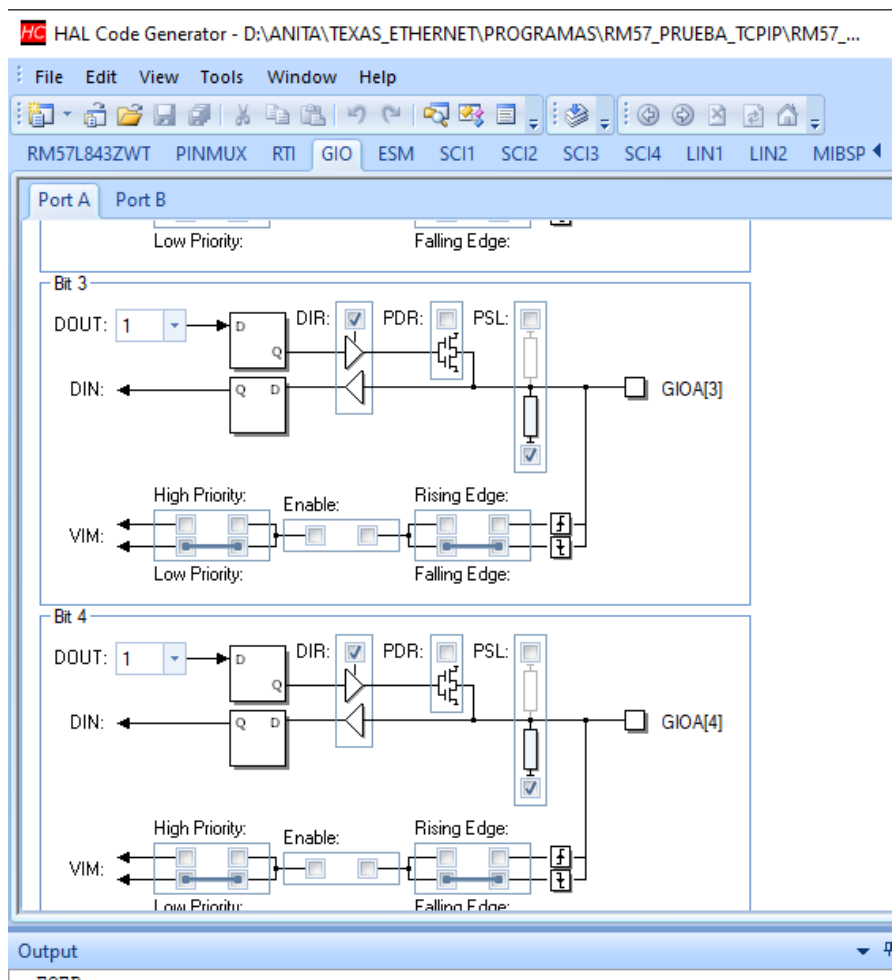 HC HAL Code Generator - D:\ANITA\TEXAS_ETHERNET\PROGRAMAS\RM57_PRUEBA_TCPIP\RM57_...
File Edit View Tools Window Help
RM57L843ZWT PINMUX RTI GIO ESM SCI1 SCI2 SCI3 SCI4 LIN1 LIN2 MIBSP
Port A Port B
Low Priority: Falling Edge:
Bit 3
DOUT: 1 D Q DIR: PDR: PSL:
DIN: Q D GIOA[3]
High Priority: Enable: Rising Edge:
VIM:
Low Priority: Falling Edge:
Bit 4
DOUT: 1 D Q DIR: PDR: PSL:
DIN: Q D GIOA[4]
High Priority: Enable: Rising Edge:
VIM:
Low Priority: Falling Edge:
Output